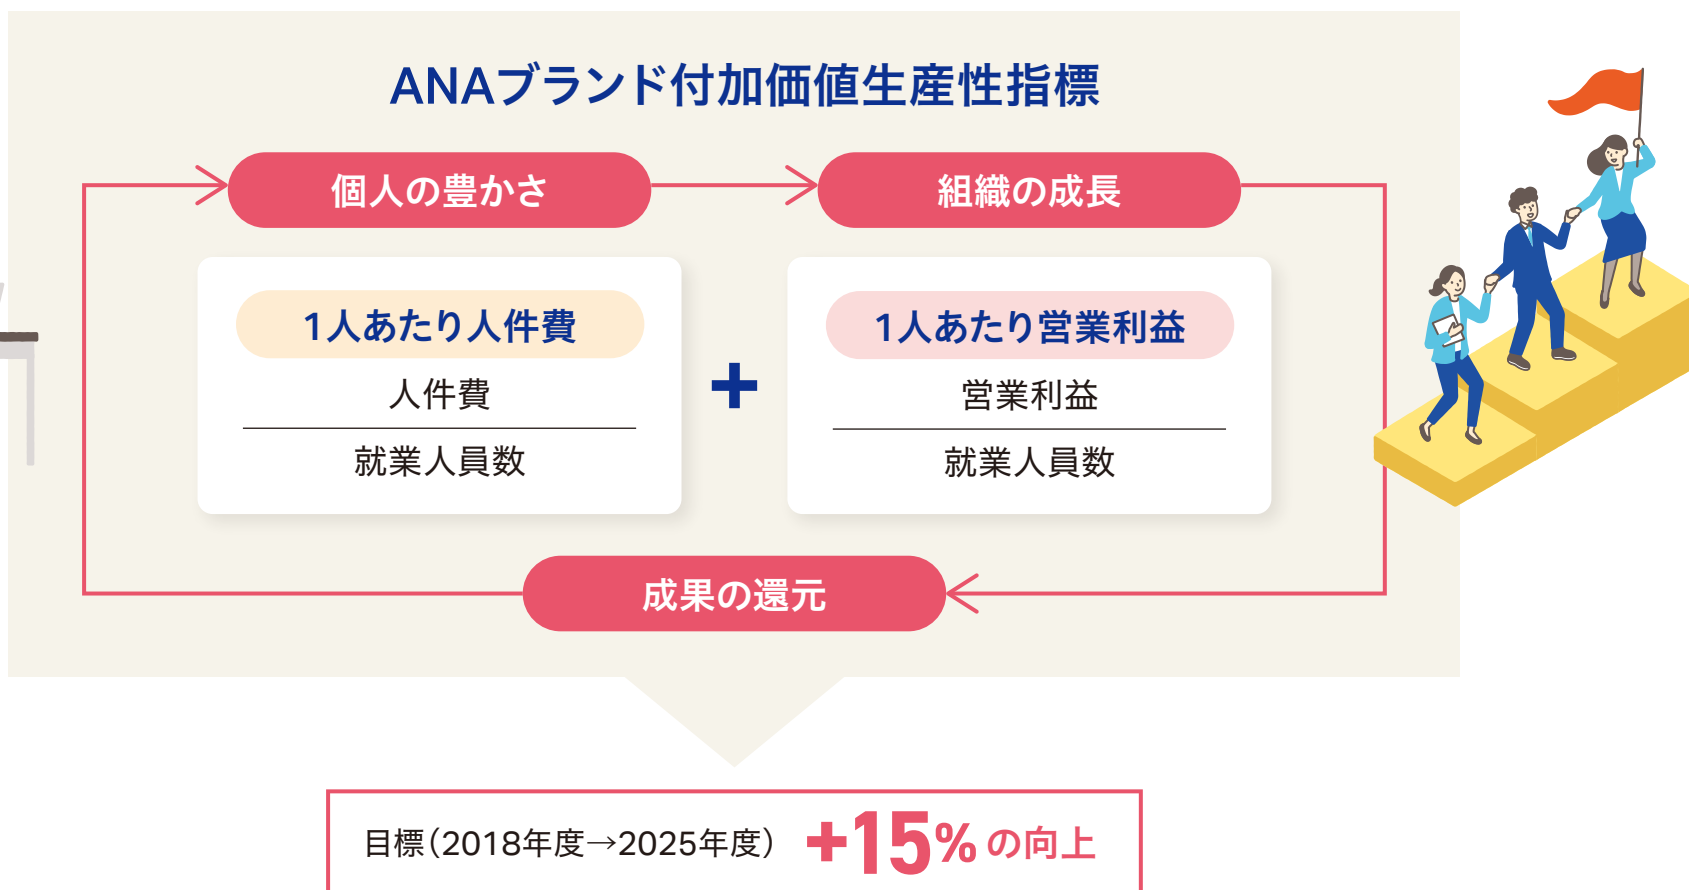 ANAブランド付加価値生産性指標
個人の豊かさ
組織の成長
1人あたり人件費
人件費
就業人員数
+
1人あたり営業利益
営業利益
就業人員数
成果の還元
目標(2018年度→2025年度) +15%の向上